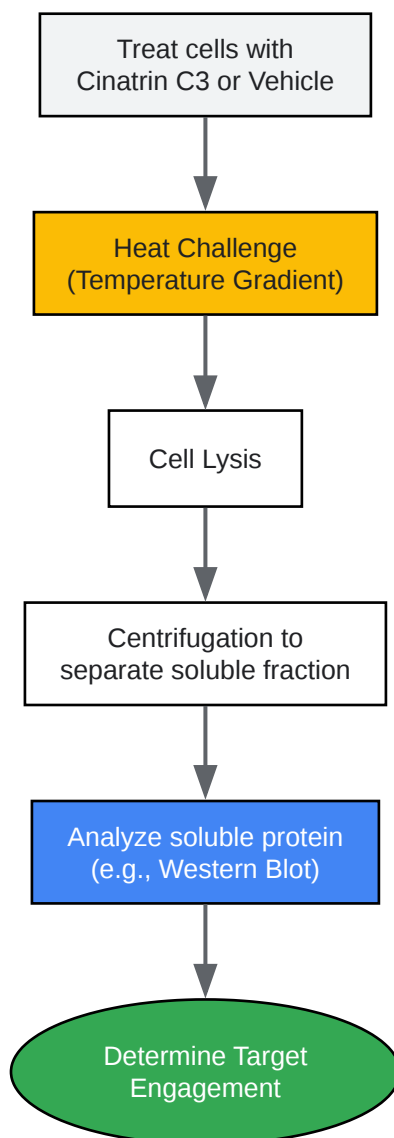 Treat cells with
Cinatrin C3 or Vehicle
Heat Challenge
(Temperature Gradient)
Cell Lysis
Centrifugation to
separate soluble fraction
Analyze soluble protein
(e.g., Western Blot)
Determine Target
Engagement